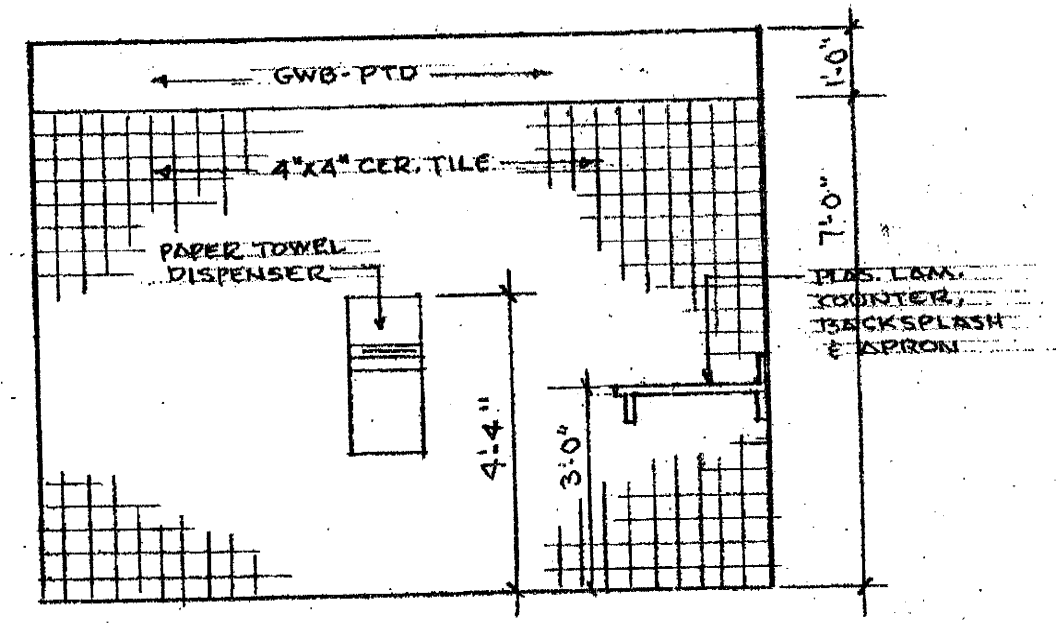 GWB-PTD
1'-0"
4"X4" CER. TILE
7'-0"
PAPER TOWEL
DISPENSER
PLAS. LAM.
COUNTER,
BACKSPLASH
& APRON
4'-4"
3'-0"